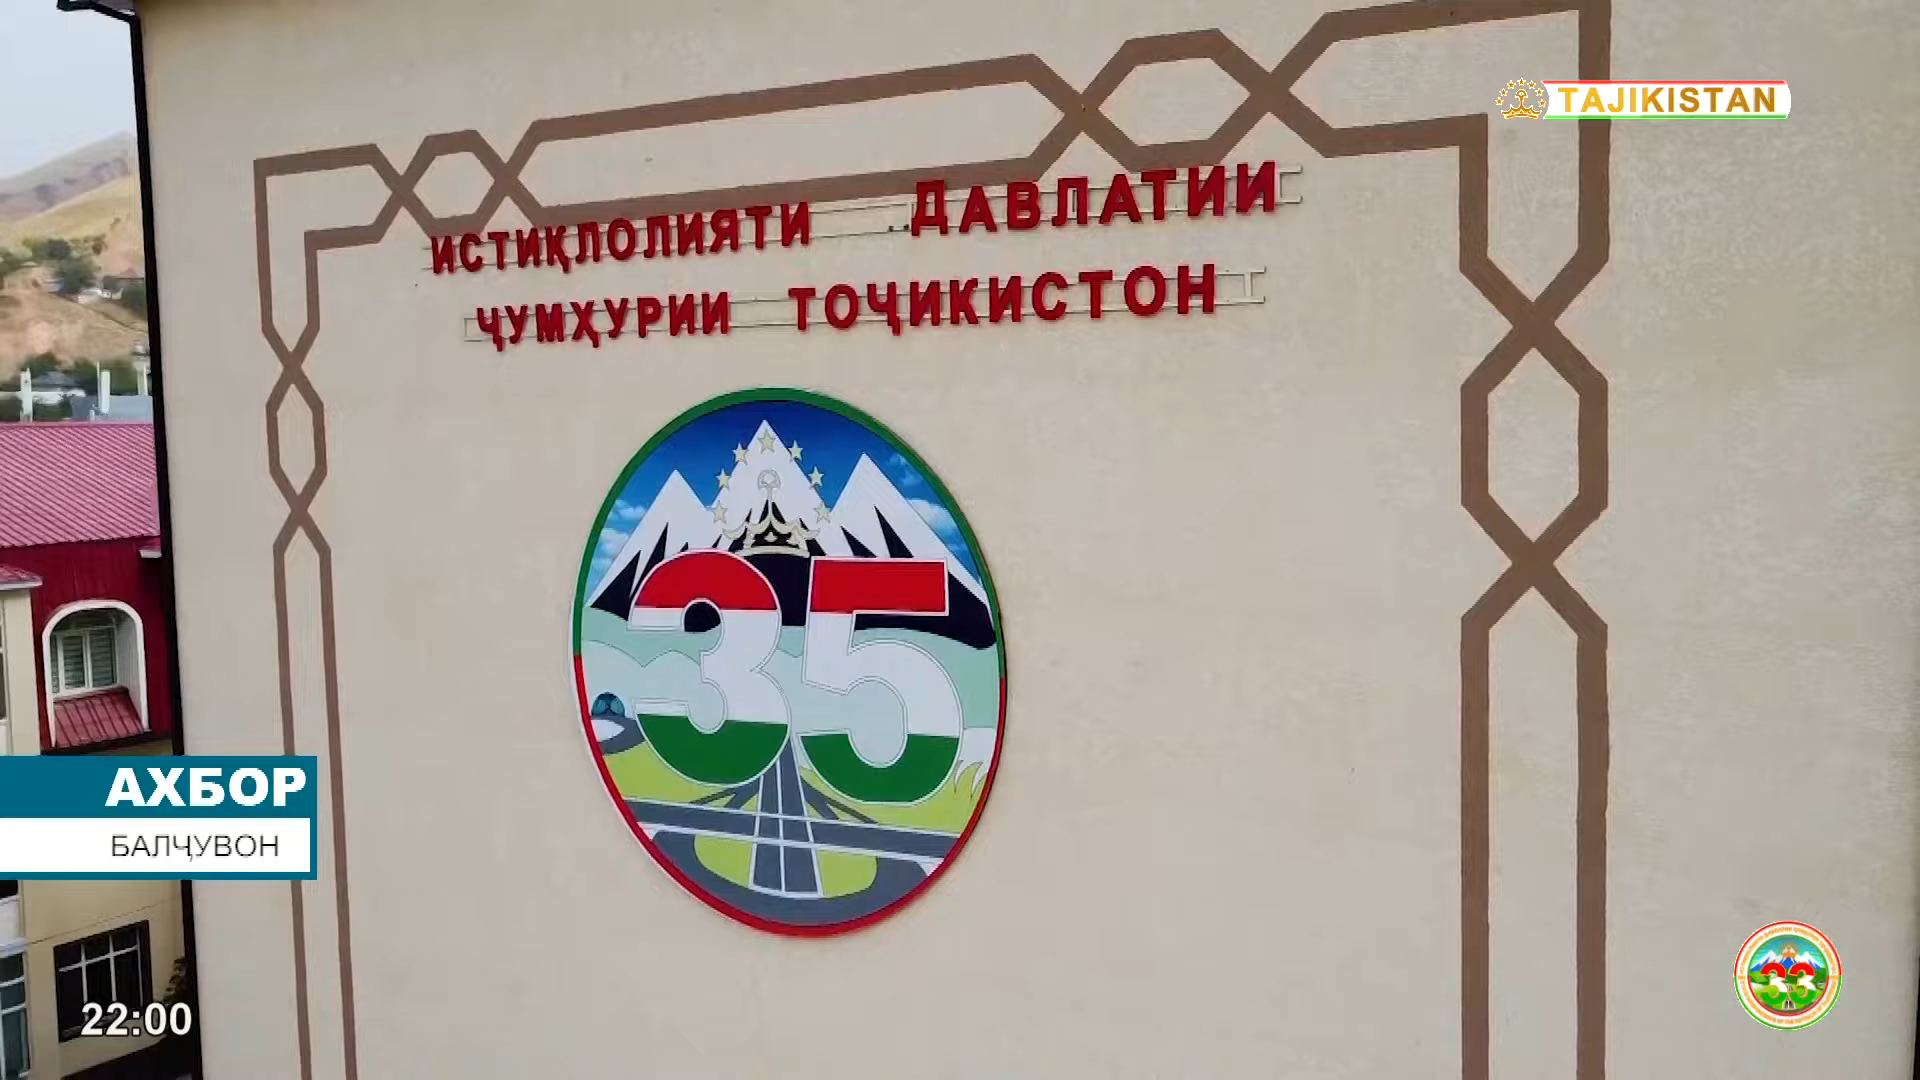 TAJIKISTAN
ИСТИҚЛОЛИЯТИ ДАВЛАТИИ
ҶУМҲУРИИ ТОҶИКИСТОН
35
АХБОР
БАЛҶУВОН
22:00
33